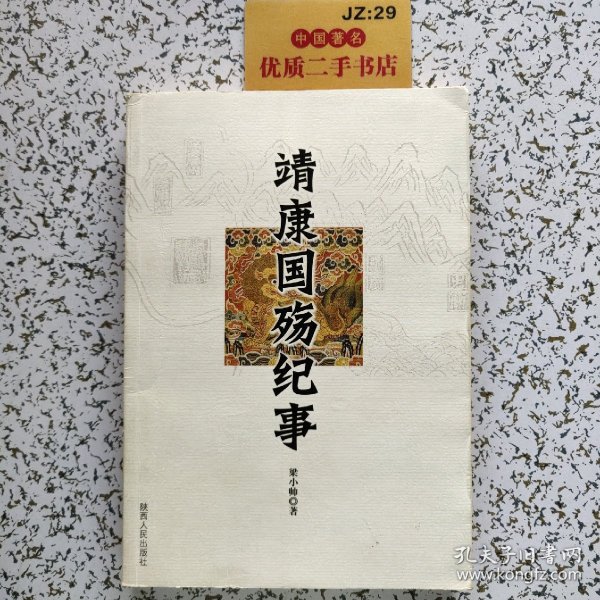 JZ:29
中国著名
优质二手书店
靖康国殇纪事
梁小帅◎著
陕西人民出版社
孔夫子旧书网
www.kongfz.com